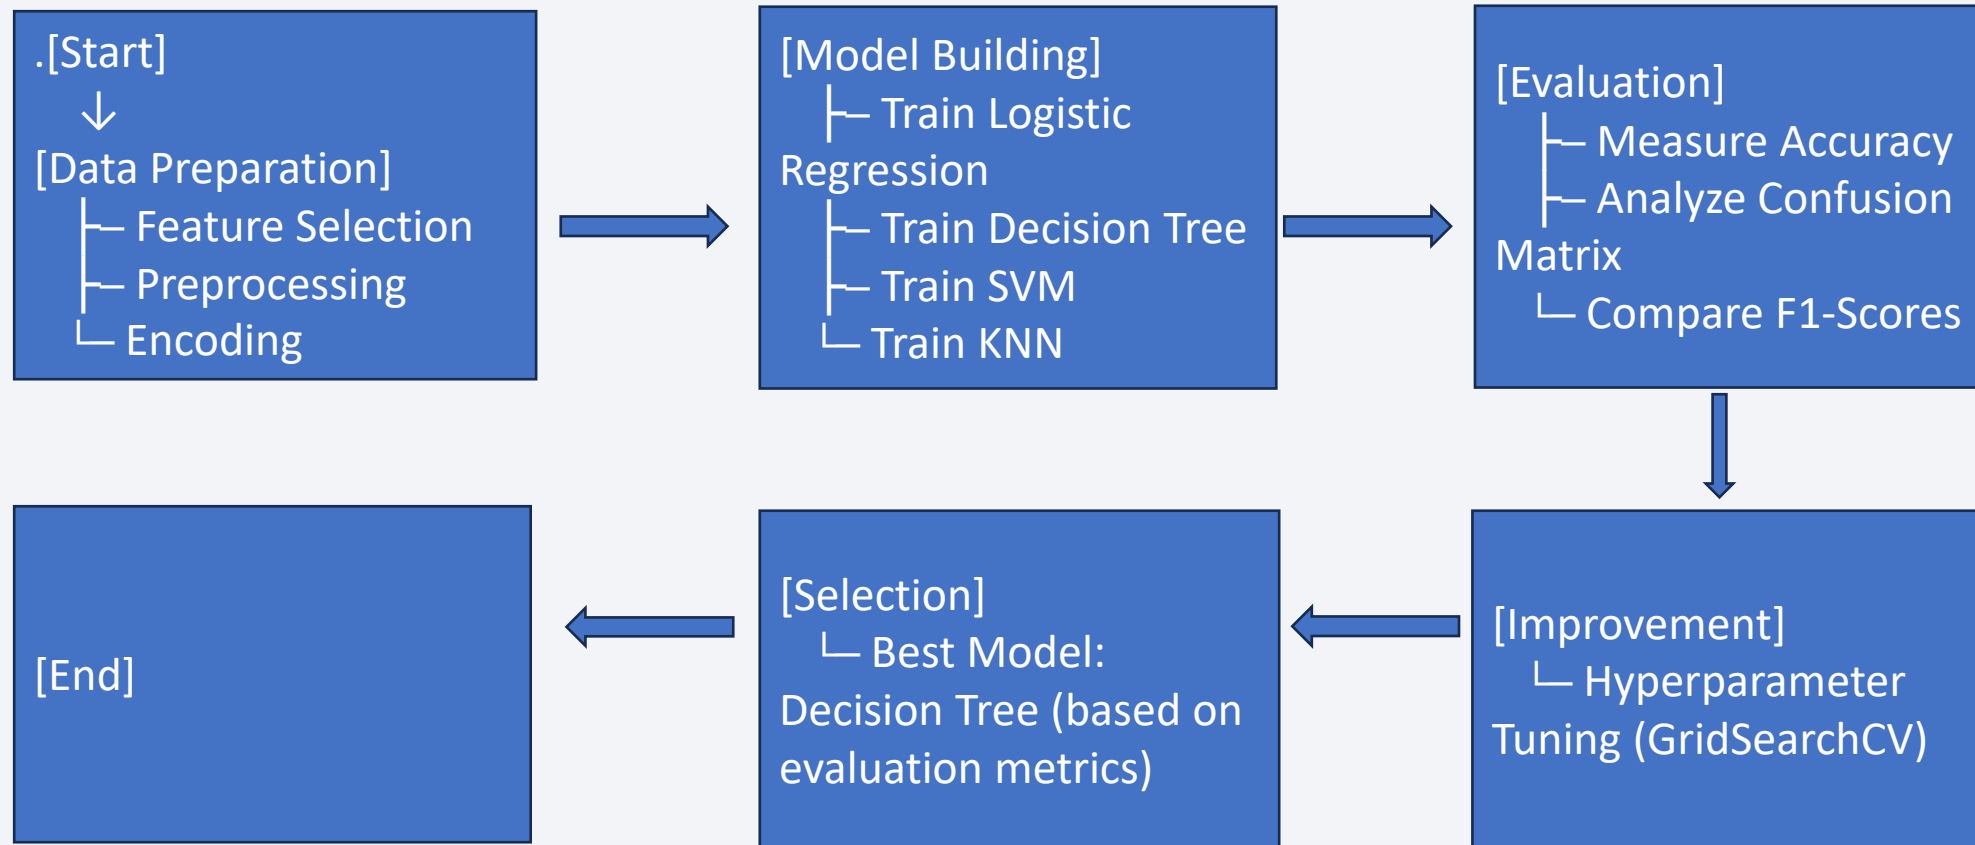 .[Start]
↓
[Data Preparation]
├─ Feature Selection
├─ Preprocessing
└─ Encoding
[Model Building]
├─ Train Logistic
Regression
├─ Train Decision Tree
├─ Train SVM
└─ Train KNN
[Evaluation]
├─ Measure Accuracy
├─ Analyze Confusion
Matrix
└─ Compare F1-Scores
[Improvement]
└─ Hyperparameter
Tuning (GridSearchCV)
[Selection]
└─ Best Model:
Decision Tree (based on
evaluation metrics)
[End]